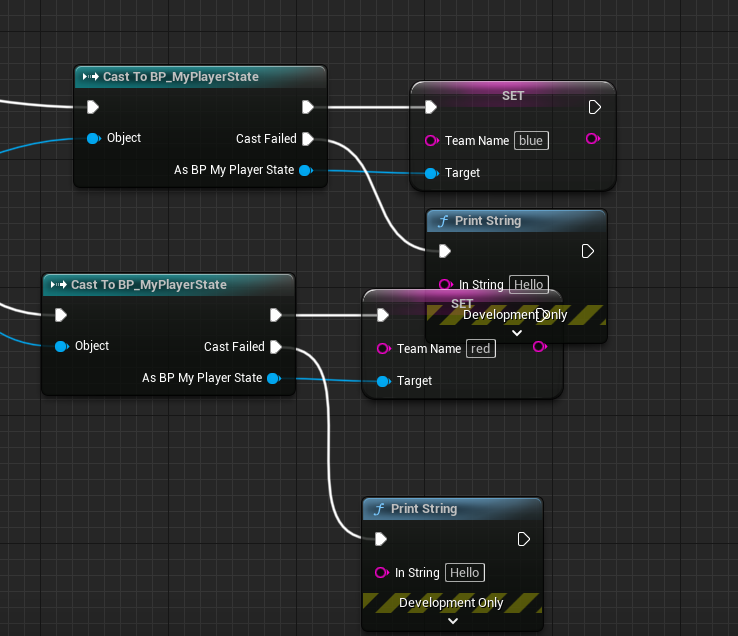 Cast To BP_MyPlayerState
SET
Object
Cast Failed
Team Name blue
As BP My Player State
Target
f Print String
In String Hello
Development Only
Cast To BP_MyPlayerState
SET
Object
Cast Failed
Team Name red
As BP My Player State
Target
f Print String
In String Hello
Development Only